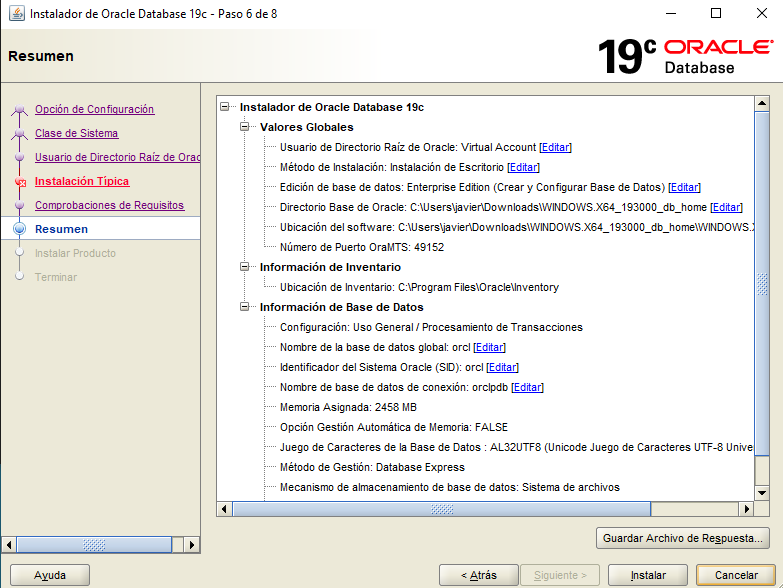 Instalador de Oracle Database 19c - Paso 6 de 8
Resumen
19c ORACLE
Database
Opción de Configuración
Clase de Sistema
Usuario de Directorio Raíz de Orac
Instalación Típica
Comprobaciones de Requisitos
Resumen
Instalar Producto
Terminar
Instalador de Oracle Database 19c
Valores Globales
Usuario de Directorio Raíz de Oracle: Virtual Account [Editar]
Método de Instalación: Instalación de Escritorio [Editar]
Edición de base de datos: Enterprise Edition (Crear y Configurar Base de Datos) [Editar]
Directorio Base de Oracle: C:\Users\javier\Downloads\WINDOWS.X64_193000_db_home [Editar]
Ubicación del software: C:\Users\javier\Downloads\WINDOWS.X64_193000_db_home\WINDOWS.X
Número de Puerto OraMTS: 49152
Información de Inventario
Ubicación de Inventario: C:\Program Files\Oracle\Inventory
Información de Base de Datos
Configuración: Uso General / Procesamiento de Transacciones
Nombre de la base de datos global: orcl [Editar]
Identificador del Sistema Oracle (SID): orcl [Editar]
Nombre de base de datos de conexión: orclpdb [Editar]
Memoria Asignada: 2458 MB
Opción Gestión Automática de Memoria: FALSE
Juego de Caracteres de la Base de Datos : AL32UTF8 (Unicode Juego de Caracteres UTF-8 Unive
Método de Gestión: Database Express
Mecanismo de almacenamiento de base de datos: Sistema de archivos
Guardar Archivo de Respuesta...
Ayuda
< Atrás
Siguiente >
Instalar
Cancelar